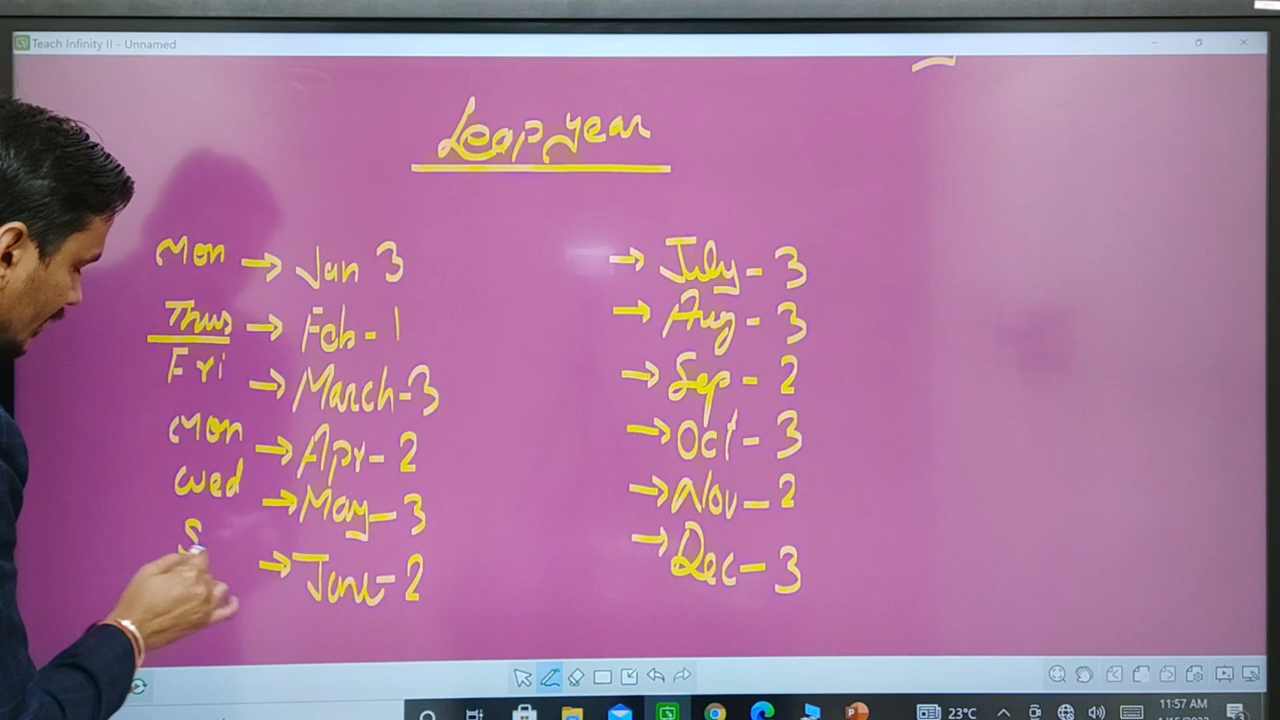 Teach Infinity II - Unnamed
Leap year
Mon → Jan 3
Thus → Feb - 1
Fri → March - 3
Mon → Apr - 2
Wed → May - 3
S → June - 2
→ July - 3
→ Aug - 3
→ Sep - 2
→ Oct - 3
→ Nov - 2
→ Dec - 3
23°C
11:57 AM